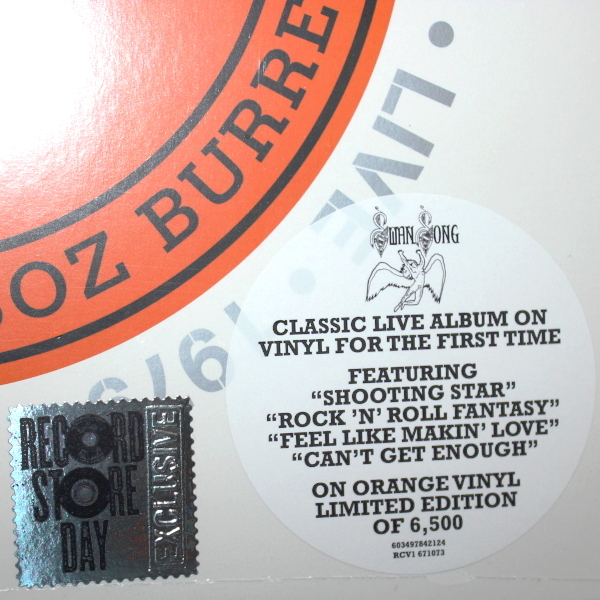 BOZ BURRE
• LIVE • 1979
SWAN SONG
CLASSIC LIVE ALBUM ON
VINYL FOR THE FIRST TIME
FEATURING
“SHOOTING STAR”
“ROCK ’N’ ROLL FANTASY”
“FEEL LIKE MAKIN’ LOVE”
“CAN’T GET ENOUGH”
ON ORANGE VINYL
LIMITED EDITION
OF 6,500
603497842124
RCV1 671073
RECORD
STORE
DAY
EXCLUSIVE